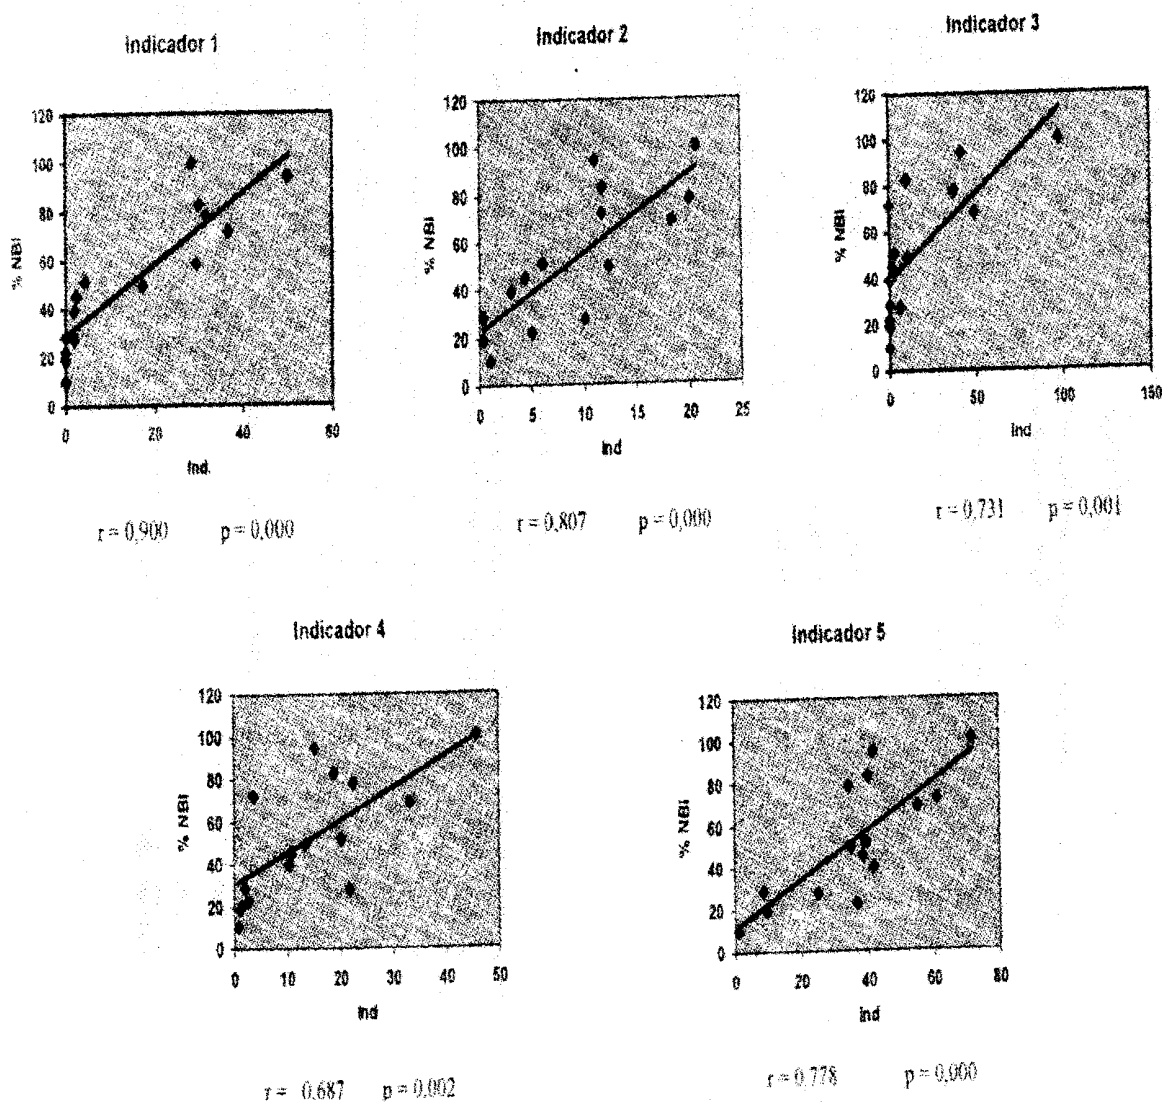 Indicador 1
120
100
80
60
40
20
0
% NBI
0 20 40 60
Ind.
r = 0,900 p = 0,000
Indicador 2
120
100
80
60
40
20
0
% NBI
0 5 10 15 20 25
Ind
r = 0,807 p = 0,000
Indicador 3
120
100
80
60
40
20
0
% NBI
0 50 100 150
Ind
r = 0,731 p = 0,001
Indicador 4
120
100
80
60
40
20
0
% NBI
0 10 20 30 40 50
Ind
r = 0,687 p = 0,002
Indicador 5
120
100
80
60
40
20
0
% NBI
0 20 40 60 80
Ind
r = 0,778 p = 0,000